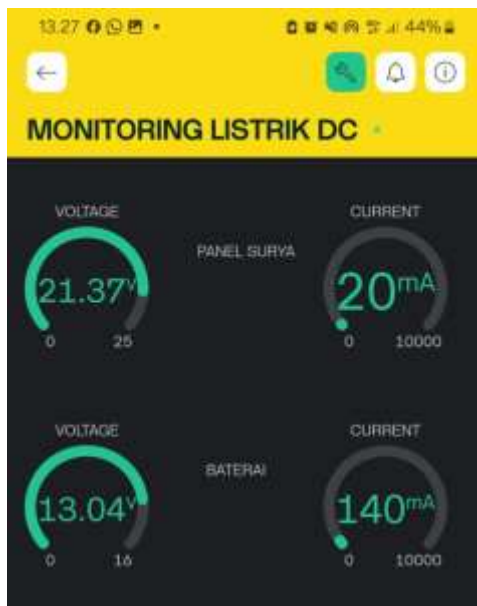 13.27 44%
MONITORING LISTRIK DC
VOLTAGE CURRENT
PANEL SURYA
21.37V 20mA
0 25 0 10000
VOLTAGE CURRENT
BATERAI
13.04V 140mA
0 16 0 10000